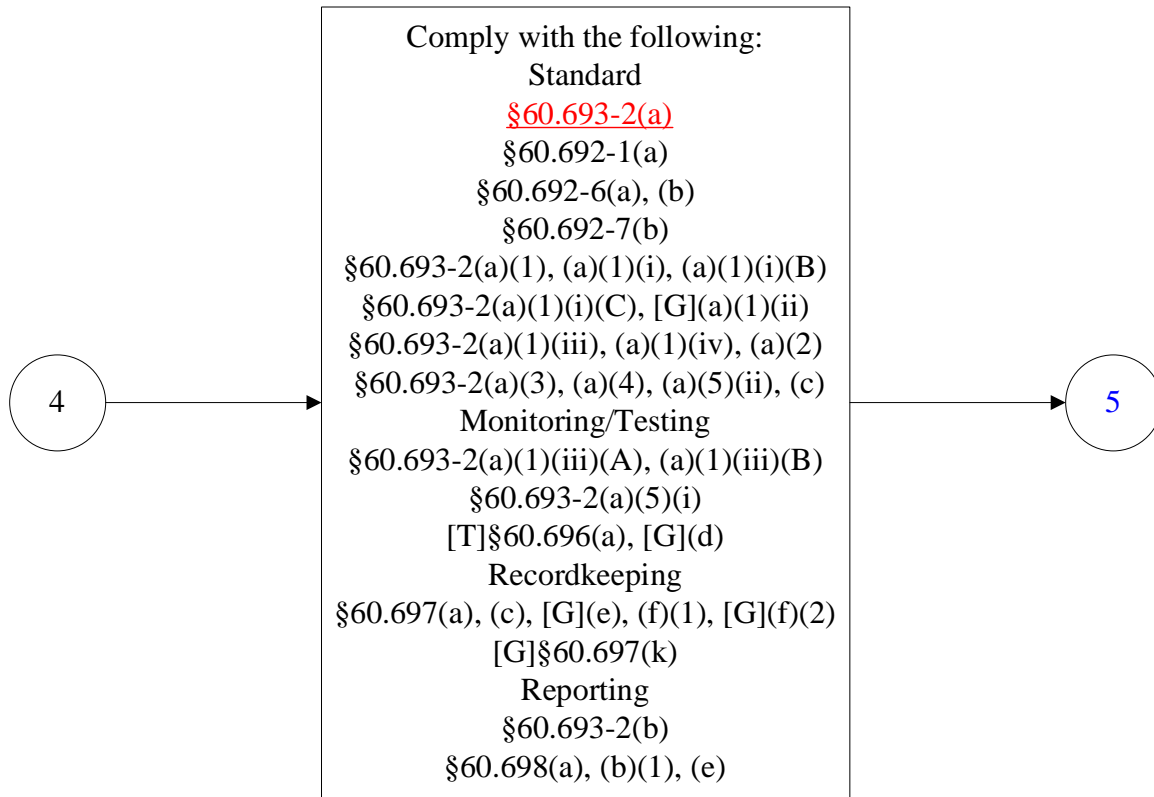 Comply with the following:
Standard
§60.693-2(a)
§60.692-1(a)
§60.692-6(a), (b)
§60.692-7(b)
§60.693-2(a)(1), (a)(1)(i), (a)(1)(i)(B)
§60.693-2(a)(1)(i)(C), [G](a)(1)(ii)
§60.693-2(a)(1)(iii), (a)(1)(iv), (a)(2)
§60.693-2(a)(3), (a)(4), (a)(5)(ii), (c)
4
5
Monitoring/Testing
§60.693-2(a)(1)(iii)(A), (a)(1)(iii)(B)
§60.693-2(a)(5)(i)
[T]§60.696(a), [G](d)
Recordkeeping
§60.697(a), (c), [G](e), (f)(1), [G](f)(2)
[G]§60.697(k)
Reporting
§60.693-2(b)
§60.698(a), (b)(1), (e)